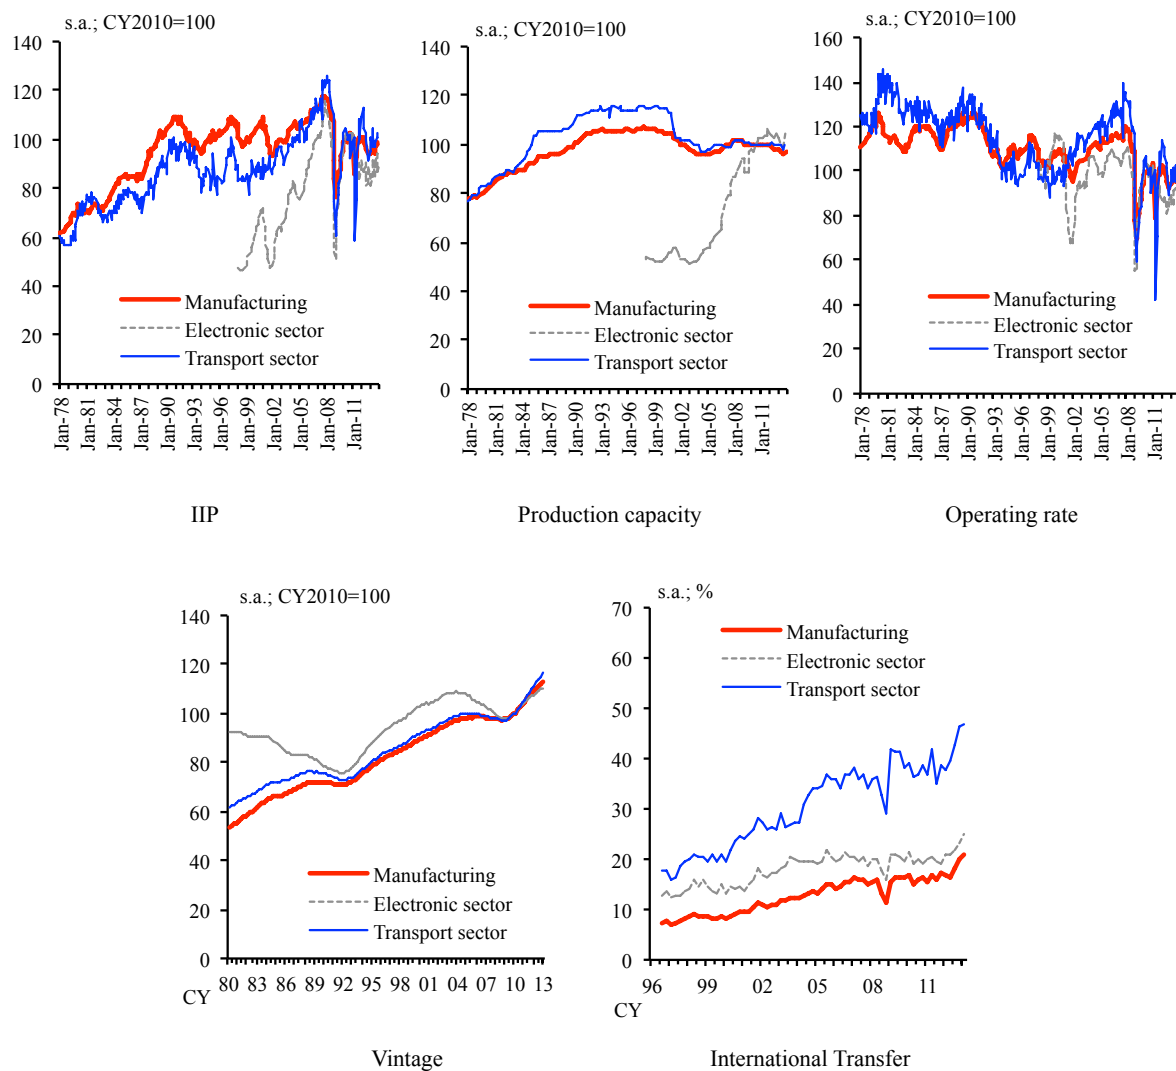 s.a.; CY2010=100
140
120
100
80
60
40
20
0
Manufacturing
Electronic sector
Transport sector
Jan-78
Jan-81
Jan-84
Jan-87
Jan-90
Jan-93
Jan-96
Jan-99
Jan-02
Jan-05
Jan-08
Jan-11
IIP
s.a.; CY2010=100
140
120
100
80
60
40
20
0
Manufacturing
Electronic sector
Transport sector
Jan-78
Jan-81
Jan-84
Jan-87
Jan-90
Jan-93
Jan-96
Jan-99
Jan-02
Jan-05
Jan-08
Jan-11
Production capacity
s.a.; CY2010=100
160
140
120
100
80
60
40
20
0
Manufacturing
Electronic sector
Transport sector
Jan-78
Jan-81
Jan-84
Jan-87
Jan-90
Jan-93
Jan-96
Jan-99
Jan-02
Jan-05
Jan-08
Jan-11
Operating rate
s.a.; CY2010=100
140
120
100
80
60
40
20
0
Manufacturing
Electronic sector
Transport sector
80 83 86 89 92 95 98 01 04 07 10 13
CY
Vintage
s.a.; %
70
60
50
40
30
20
10
0
Manufacturing
Electronic sector
Transport sector
96 99 02 05 08 11
CY
International Transfer